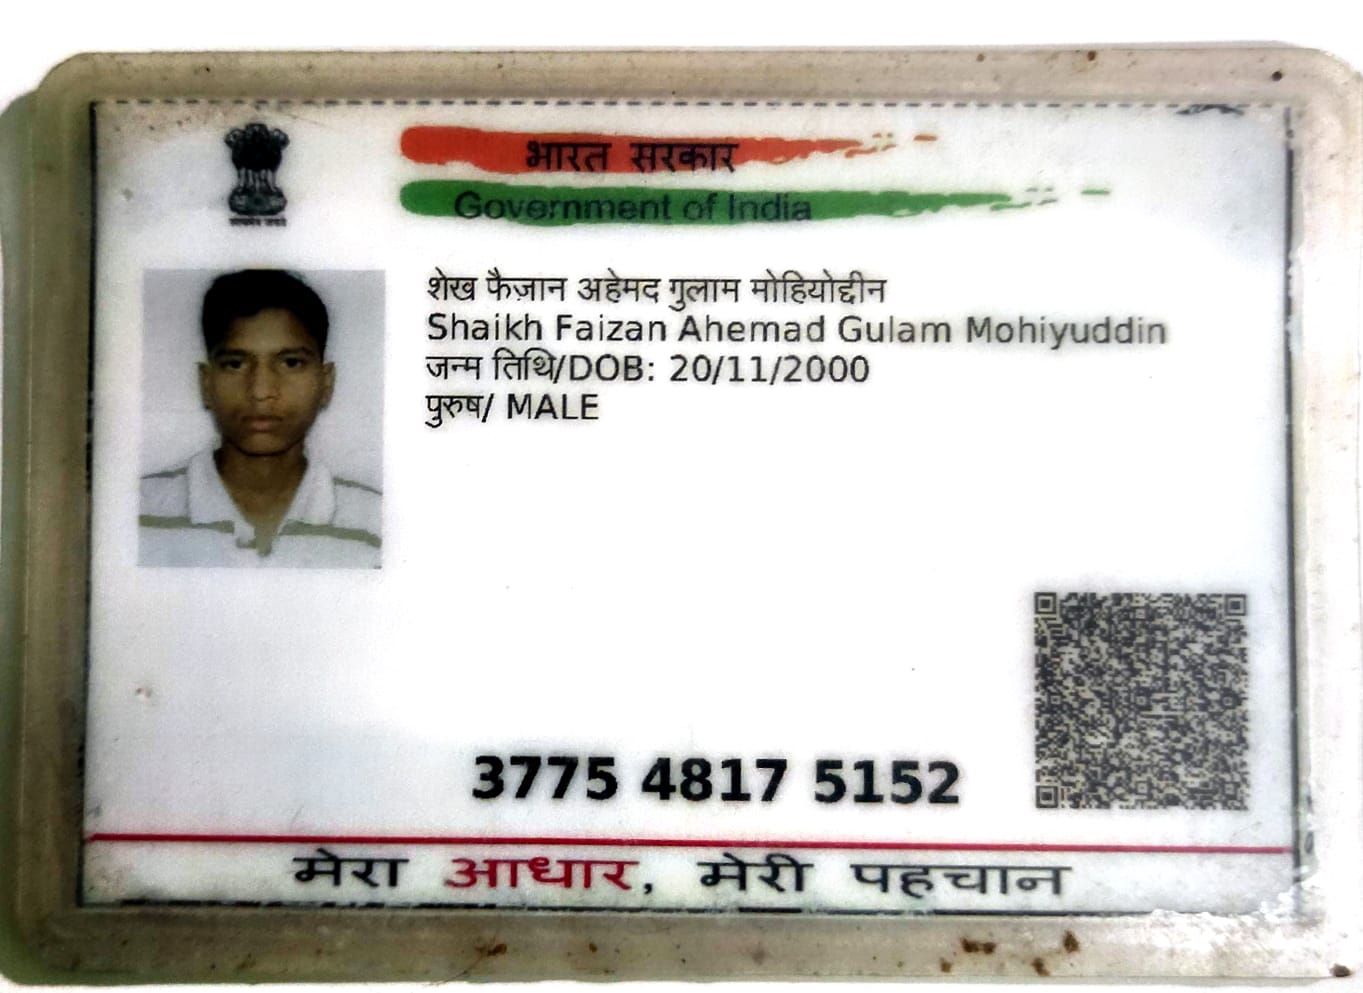 भारत सरकार
Government of India
शेख फैज़ान अहेमद गुलाम मोहियोद्दीन
Shaikh Faizan Ahemad Gulam Mohiyuddin
जन्म तिथि/DOB: 20/11/2000
पुरुष/ MALE
3775 4817 5152
मेरा आधार, मेरी पहचान